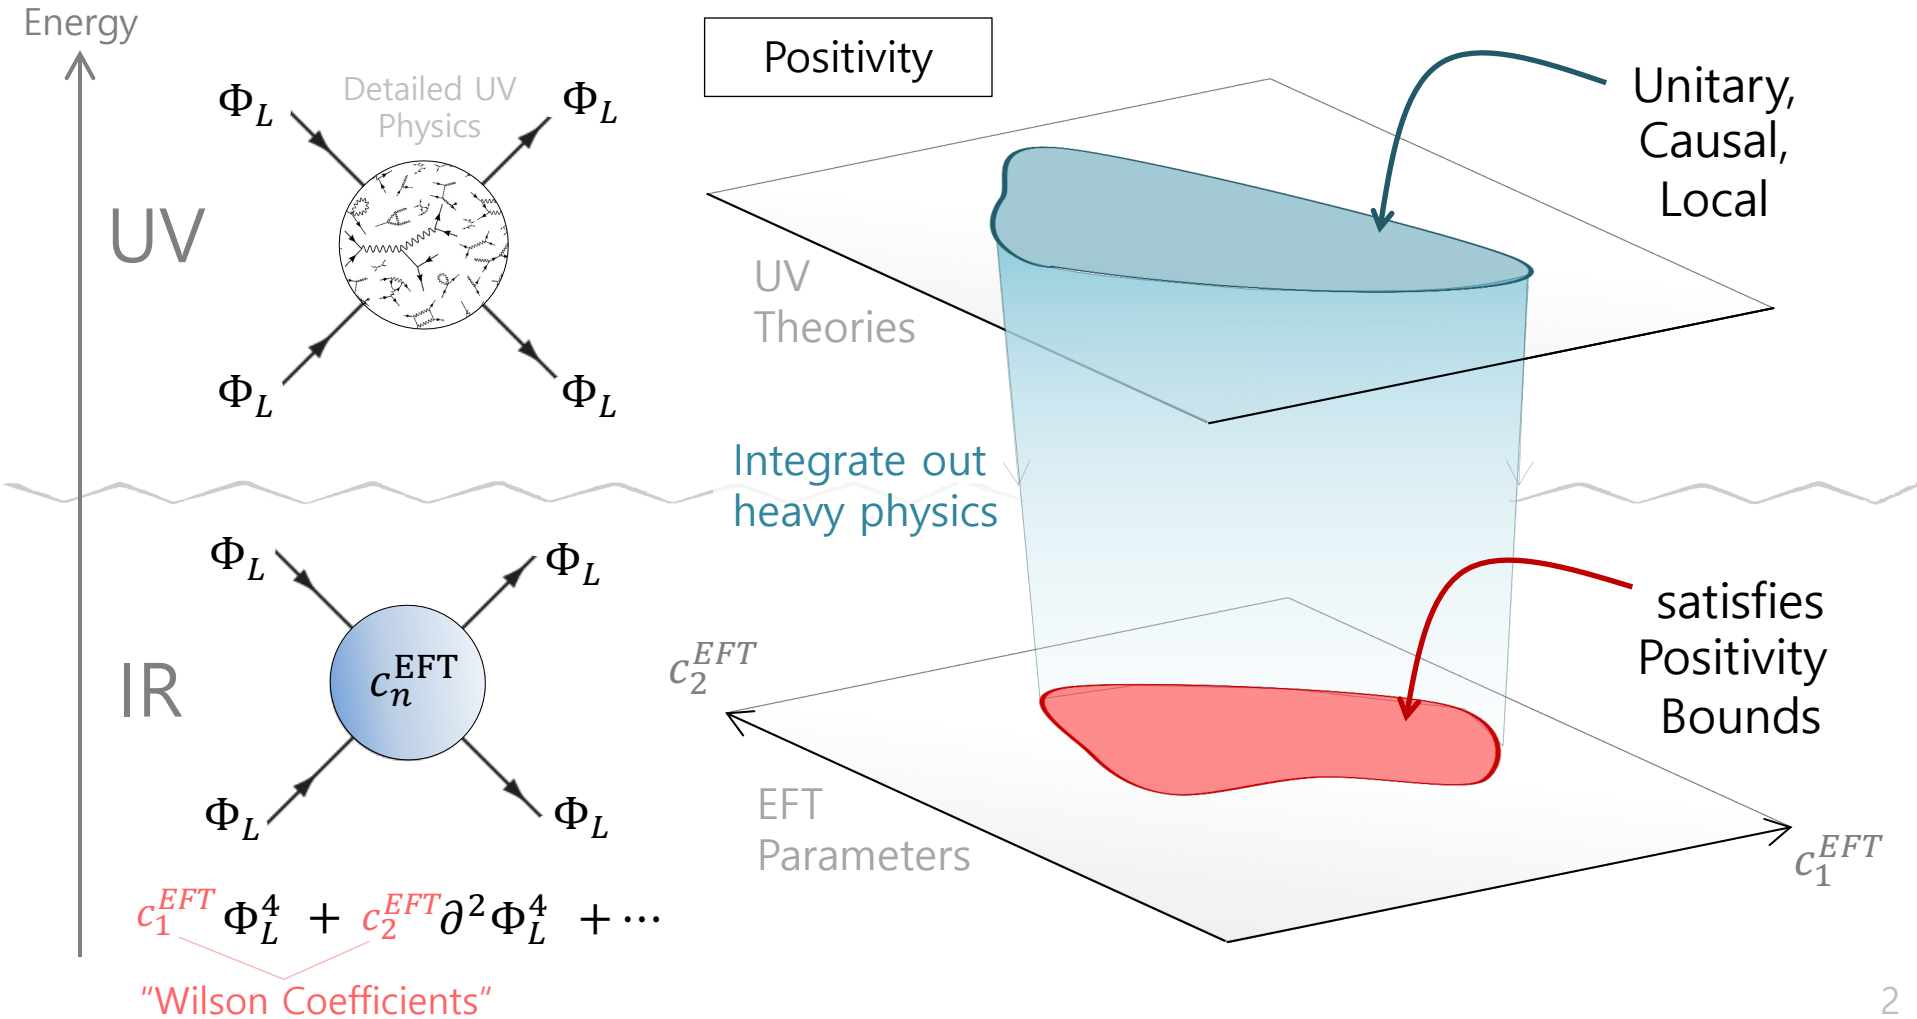 Energy
Positivity
Detailed UV
Physics
Φ_L
Φ_L
UV
Φ_L
Φ_L
Unitary,
Causal,
Local
UV
Theories
Integrate out
heavy physics
Φ_L
Φ_L
IR
c_n^EFT
Φ_L
Φ_L
c_2^EFT
satisfies
Positivity
Bounds
EFT
Parameters
c_1^EFT
c_1^EFT Φ_L^4 + c_2^EFT ∂^2 Φ_L^4 + ⋯
“Wilson Coefficients”
2